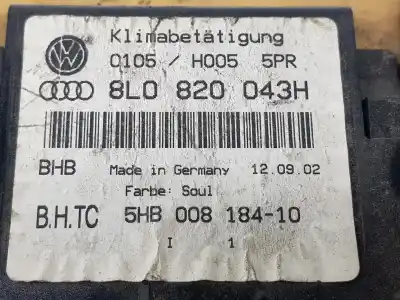 Klimabetätigung
0105 / H005 5PR
8L0 820 043H
BHB Made in Germany 12.09.02
Farbe: Soul
B.H.TC 5HB 008 184-10
I 1